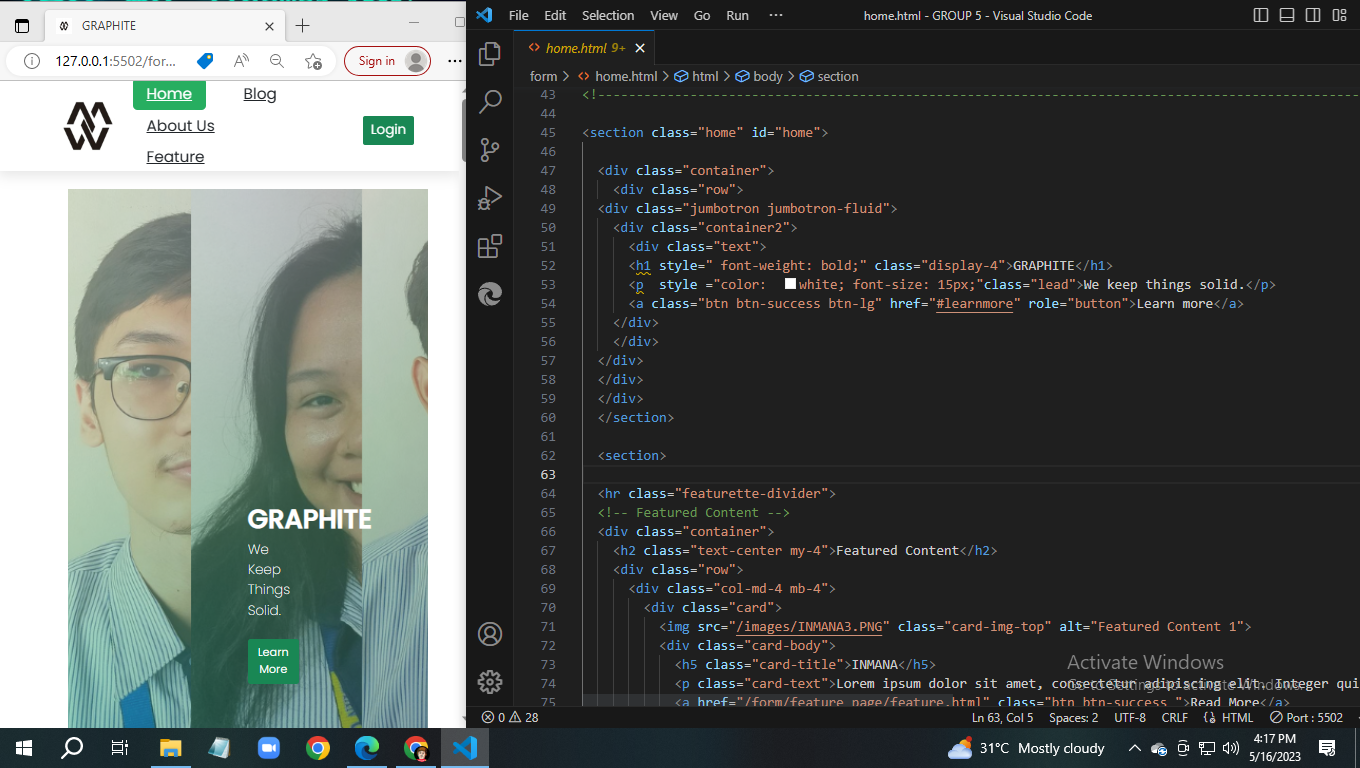 GRAPHITE
127.0.0.1:5502/for...
Sign in
Home
Blog
About Us
Login
Feature
GRAPHITE
We
Keep
Things
Solid.
Learn
More
File Edit Selection View Go Run ... home.html - GROUP 5 - Visual Studio Code
home.html 9+
form > home.html > html > body > section
43 <!--
44
45 <section class="home" id="home">
46
47 <div class="container">
48 <div class="row">
49 <div class="jumbotron jumbotron-fluid">
50 <div class="container2">
51 <div class="text">
52 <h1 style=" font-weight: bold;" class="display-4">GRAPHITE</h1>
53 <p  style ="color:  white; font-size: 15px;"class="lead">We keep things solid.</p>
54 <a class="btn btn-success btn-lg" href="#learnmore" role="button">Learn more</a>
55 </div>
56 </div>
57 </div>
58 </div>
59 </div>
60 </section>
61
62 <section>
63
64 <hr class="featurette-divider">
65 <!-- Featured Content -->
66 <div class="container">
67 <h2 class="text-center my-4">Featured Content</h2>
68 <div class="row">
69 <div class="col-md-4 mb-4">
70 <div class="card">
71 <img src="/images/INMANA3.PNG" class="card-img-top" alt="Featured Content 1">
72 <div class="card-body">
73 <h5 class="card-title">INMANA</h5>
74 <p class="card-text">Lorem ipsum dolor sit amet, consectetur adipiscing elit. Integer qui
75 <a href="/form/feature page/feature.html" class="btn btn-success ">Read More</a>
Activate Windows
Go to Settings to activate Windows.
0 28 Ln 63, Col 5 Spaces: 2 UTF-8 CRLF HTML Port : 5502
31°C Mostly cloudy
4:17 PM
5/16/2023